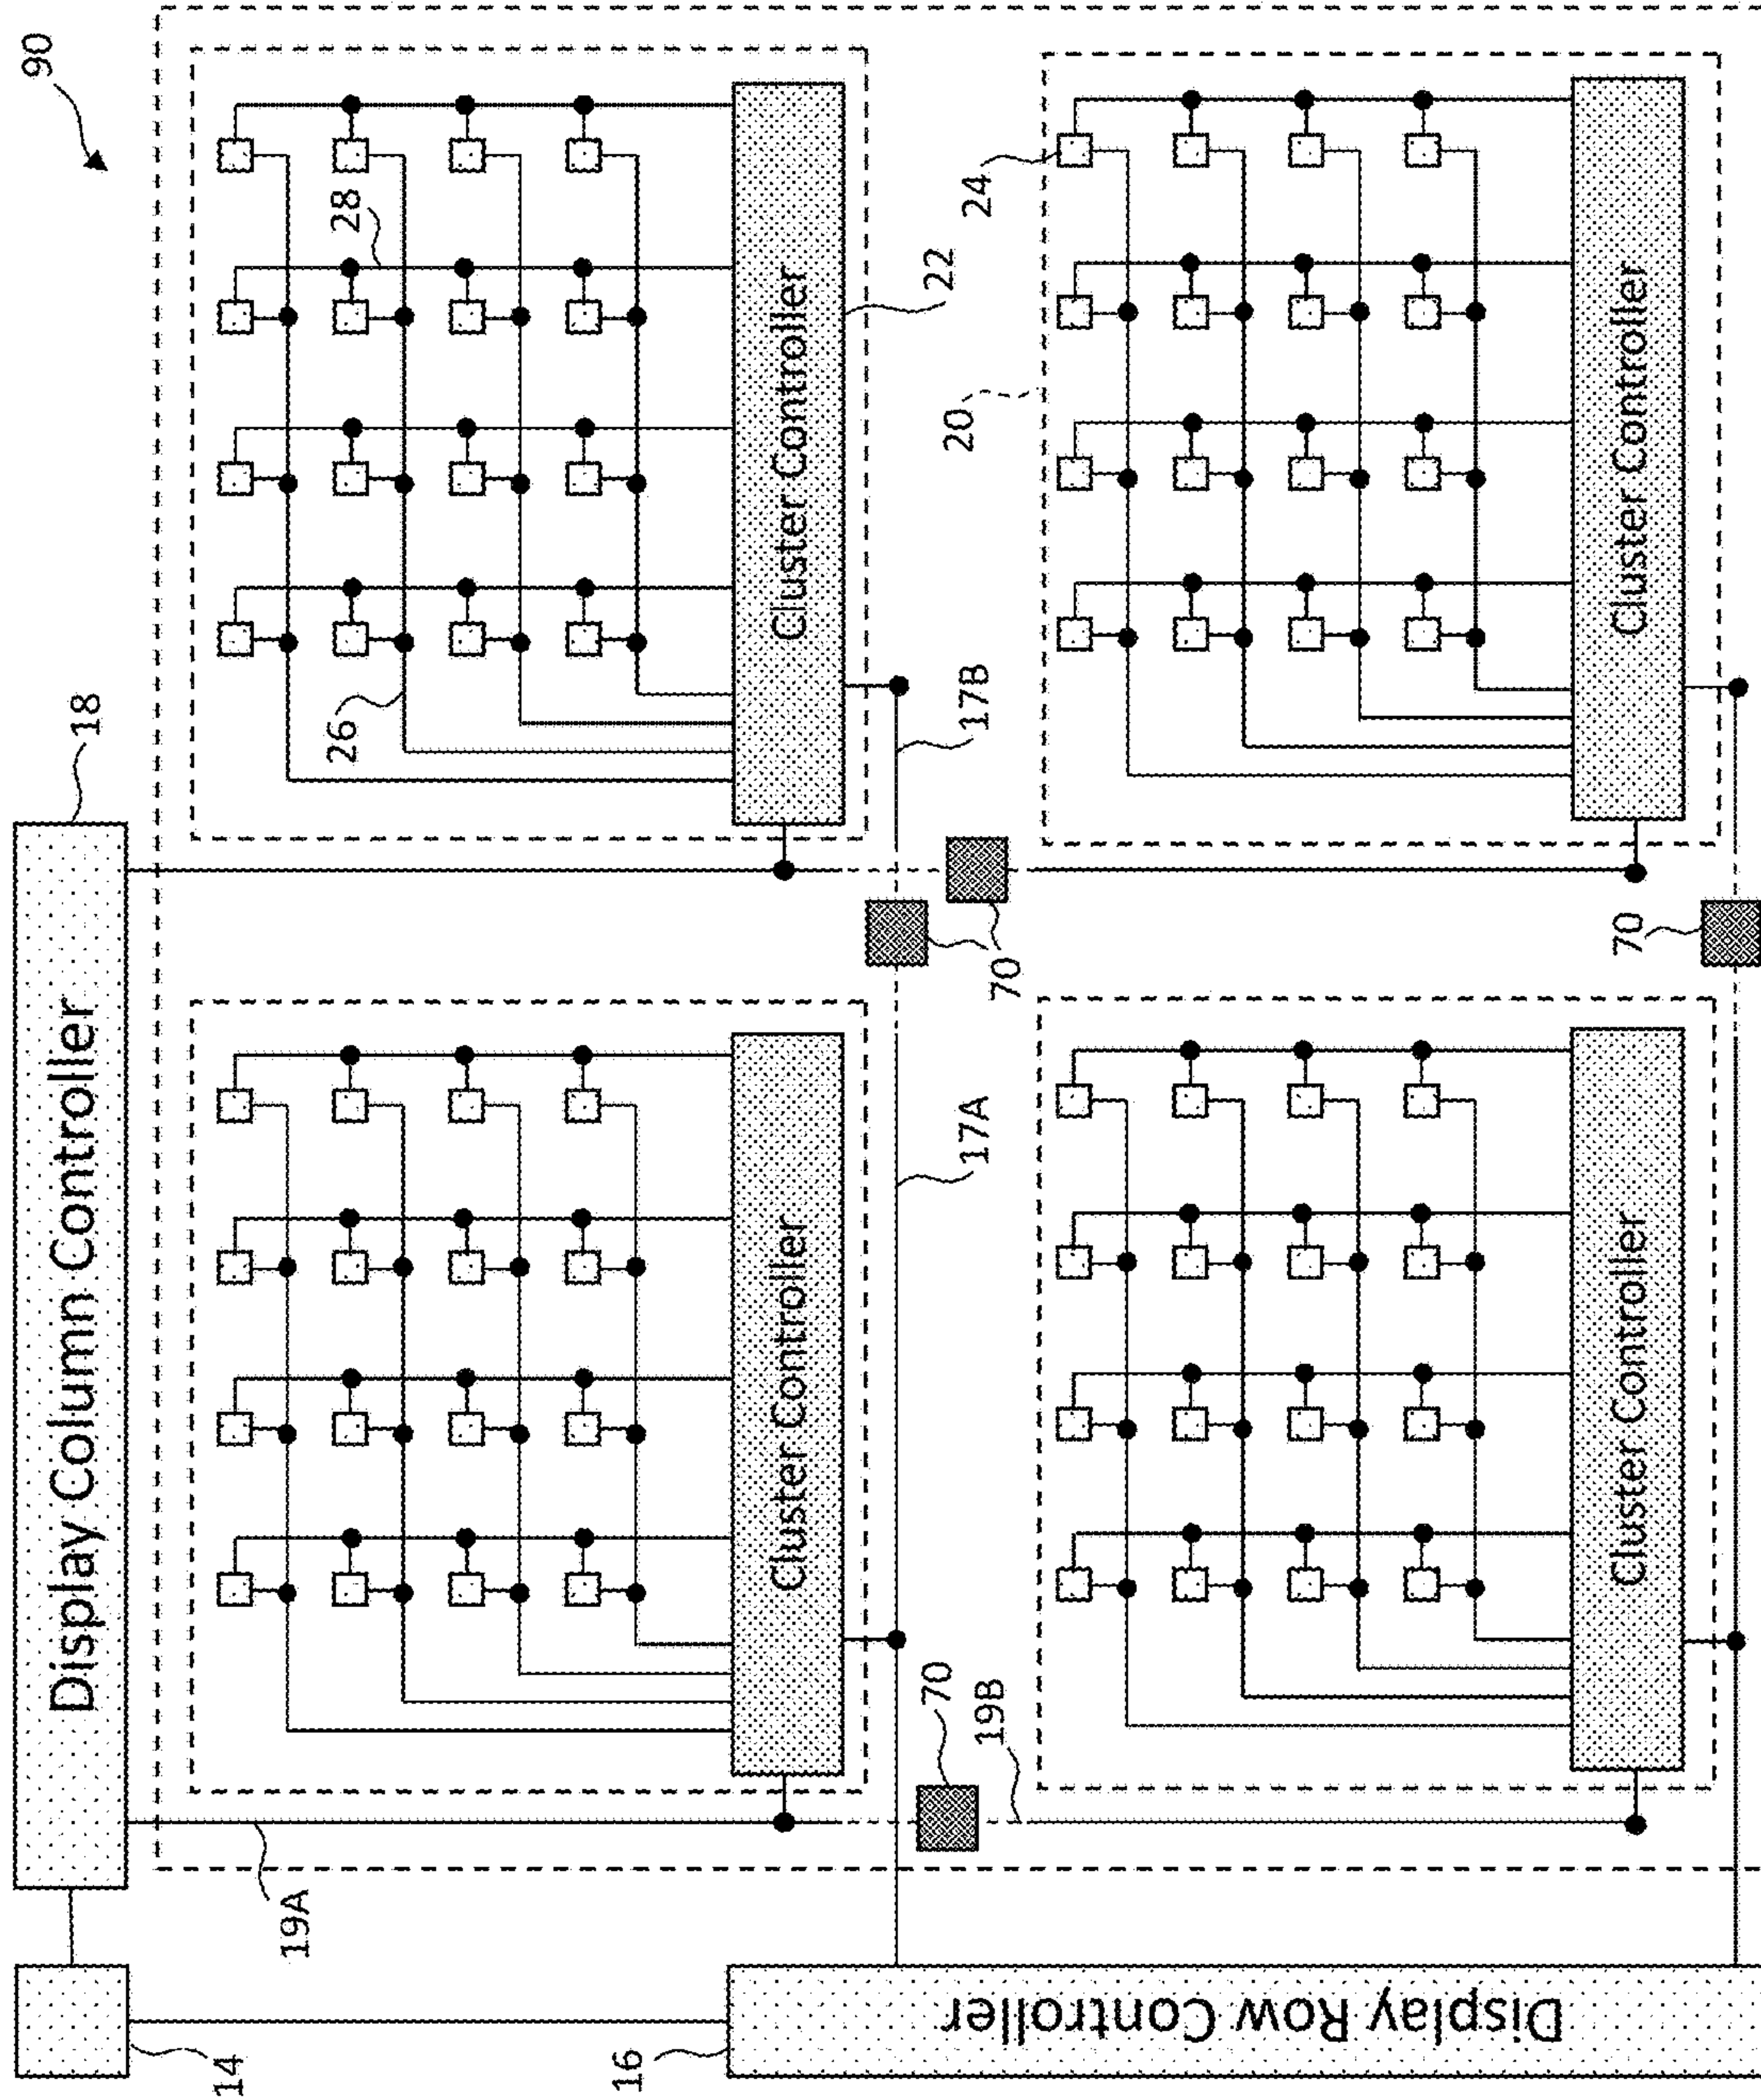 90
Display Column Controller
18
28
26
Cluster Controller
Cluster Controller
22
19A
17A
17B
70
70
19B
20
24
14
16
Display Row Controller
Cluster Controller
Cluster Controller
70